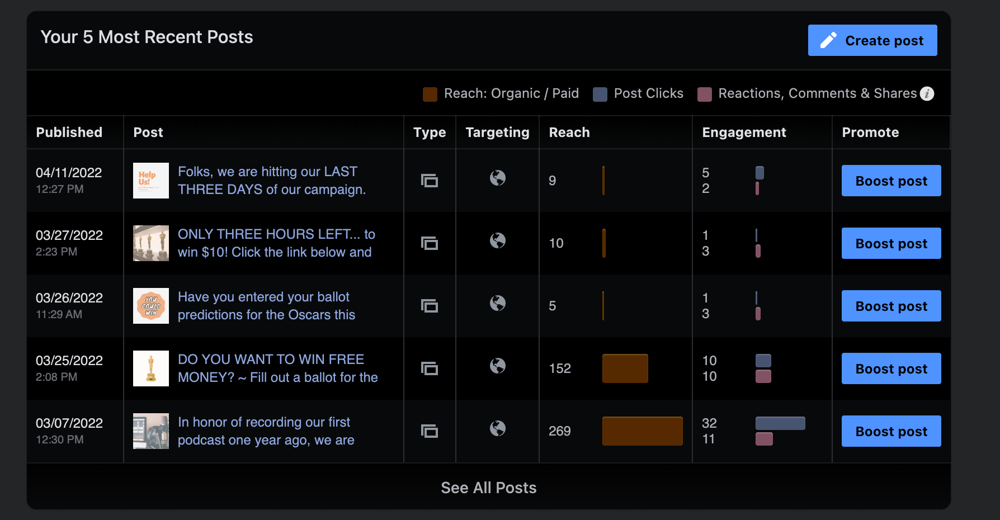 Your 5 Most Recent Posts
Create post
Reach: Organic / Paid Post Clicks Reactions, Comments & Shares i
Published Post Type Targeting Reach Engagement Promote
04/11/2022
12:27 PM
Help
Us!
Folks, we are hitting our LAST
THREE DAYS of our campaign.
9
5
2
Boost post
03/27/2022
2:23 PM
ONLY THREE HOURS LEFT... to
win $10! Click the link below and
10
1
3
Boost post
03/26/2022
11:29 AM
YOU
COULD
WIN
Have you entered your ballot
predictions for the Oscars this
5
1
3
Boost post
03/25/2022
2:08 PM
DO YOU WANT TO WIN FREE
MONEY? ~ Fill out a ballot for the
152
10
10
Boost post
03/07/2022
12:30 PM
In honor of recording our first
podcast one year ago, we are
269
32
11
Boost post
See All Posts